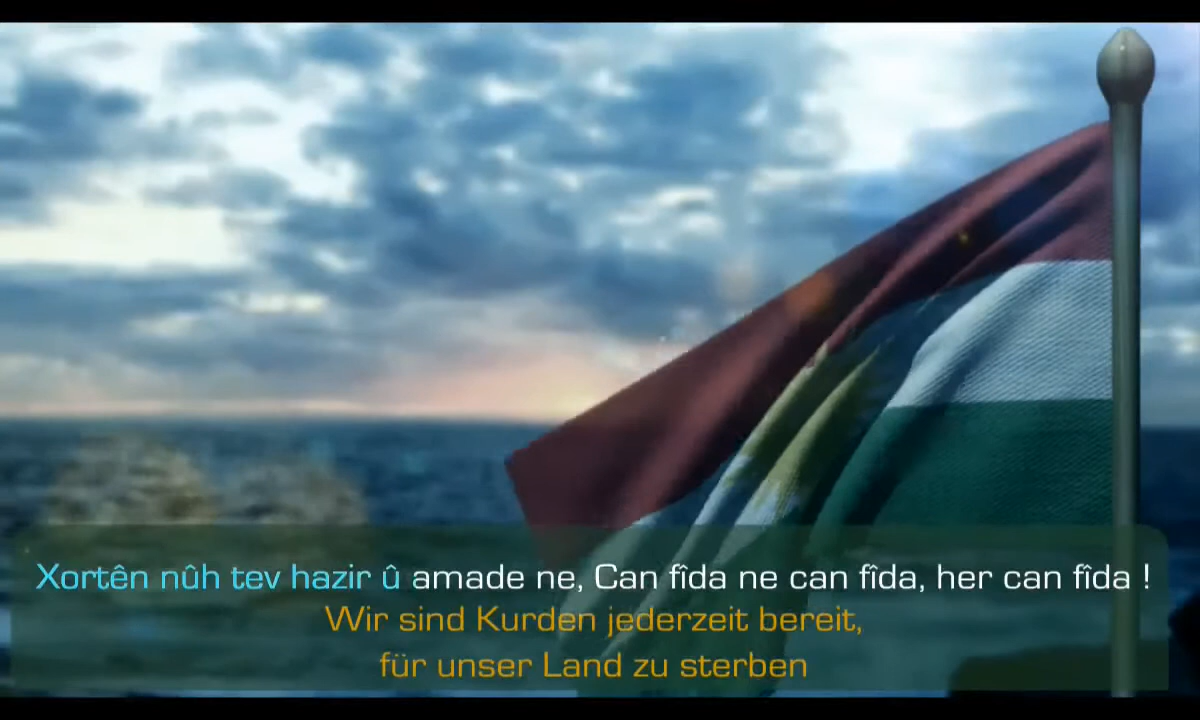 Xortên nûh tev hazir û amade ne, Can fîda ne can fîda, her can fîda !
Wir sind Kurden jederzeit bereit,
für unser Land zu sterben